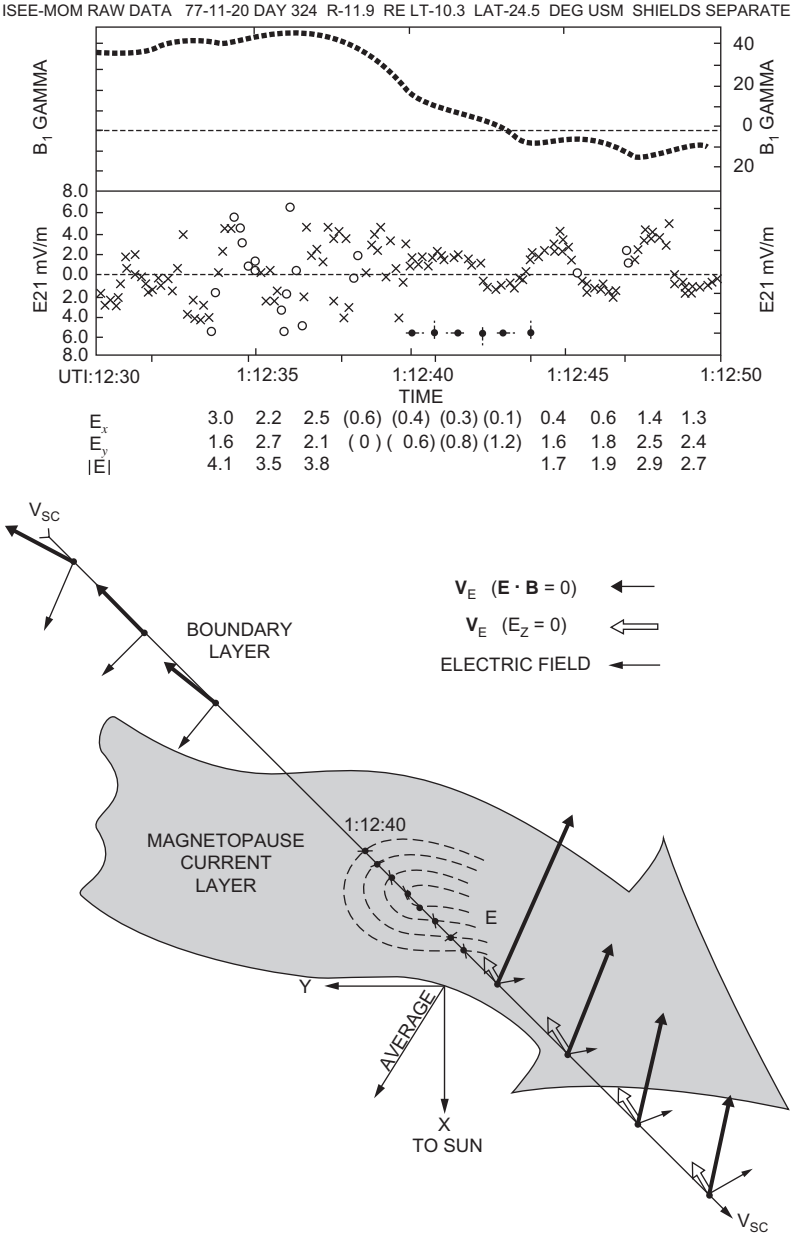 ISEE-MOM RAW DATA 77-11-20 DAY 324 R-11.9 RE LT-10.3 LAT-24.5 DEG USM SHIELDS SEPARATE
B1 GAMMA
40
20
0
20
B1 GAMMA
8.0
6.0
4.0
2.0
0.0
2.0
4.0
6.0
8.0
E21 mV/m
E21 mV/m
UTI:12:30 1:12:35 1:12:40 1:12:45 1:12:50
TIME
Ex 3.0 2.2 2.5 (0.6) (0.4) (0.3) (0.1) 0.4 0.6 1.4 1.3
Ey 1.6 2.7 2.1 ( 0 ) ( 0.6) (0.8) (1.2) 1.6 1.8 2.5 2.4
|E| 4.1 3.5 3.8 1.7 1.9 2.9 2.7
VSC
BOUNDARY
LAYER
VE (E · B = 0)
VE (EZ = 0)
ELECTRIC FIELD
1:12:40
MAGNETOPAUSE
CURRENT
LAYER
E
Y
AVERAGE
X
TO SUN
VSC